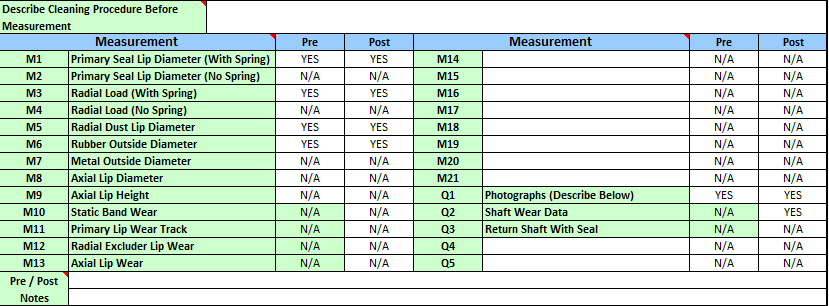 Describe Cleaning Procedure Before
Measurement
Measurement Pre Post Measurement Pre Post
M1 Primary Seal Lip Diameter (With Spring) YES YES M14 N/A N/A
M2 Primary Seal Lip Diameter (No Spring) N/A N/A M15 N/A N/A
M3 Radial Load (With Spring) YES YES M16 N/A N/A
M4 Radial Load (No Spring) N/A N/A M17 N/A N/A
M5 Radial Dust Lip Diameter YES YES M18 N/A N/A
M6 Rubber Outside Diameter YES YES M19 N/A N/A
M7 Metal Outside Diameter N/A N/A M20 N/A N/A
M8 Axial Lip Diameter N/A N/A M21 N/A N/A
M9 Axial Lip Height N/A N/A Q1 Photographs (Describe Below) YES YES
M10 Static Band Wear N/A N/A Q2 Shaft Wear Data N/A YES
M11 Primary Lip Wear Track N/A N/A Q3 Return Shaft With Seal N/A N/A
M12 Radial Excluder Lip Wear N/A N/A Q4 N/A N/A
M13 Axial Lip Wear N/A N/A Q5 N/A N/A
Pre / Post
Notes